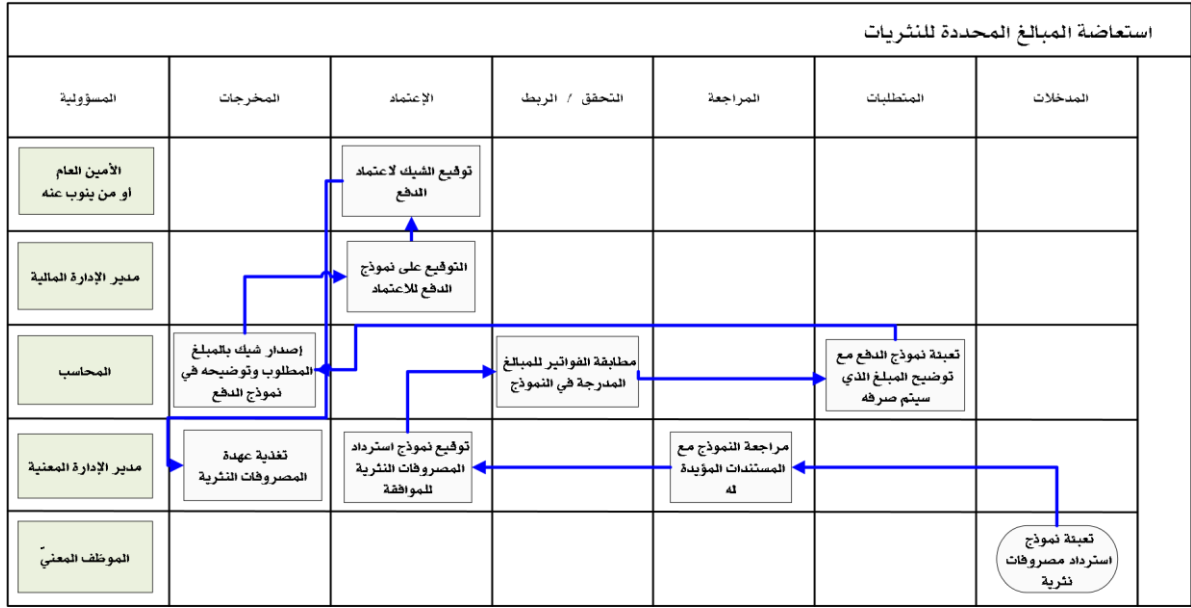 استعاضة المبالغ المحددة للنثريات
المدخلات
المتطلبات
المراجعة
التحقق / الربط
الإعتماد
المخرجات
المسؤولية
توقيع الشيك لاعتماد
الدفع
الأمين العام
أو من ينوب عنه
التوقيع على نموذج
الدفع للاعتماد
مدير الإدارة المالية
تعبئة نموذج الدفع مع
توضيح المبلغ الذي
سيتم صرفه
مطابقة الفواتير للمبالغ
المدرجة في النموذج
إصدار شيك بالمبلغ
المطلوب وتوضيحه في
نموذج الدفع
المحاسب
مراجعة النموذج مع
المستندات المؤيدة
له
توقيع نموذج استرداد
المصروفات النثرية
للموافقة
تغذية عهدة
المصروفات النثرية
مدير الإدارة المعنية
تعبئة نموذج
استرداد مصروفات
نثرية
الموظف المعنيّ